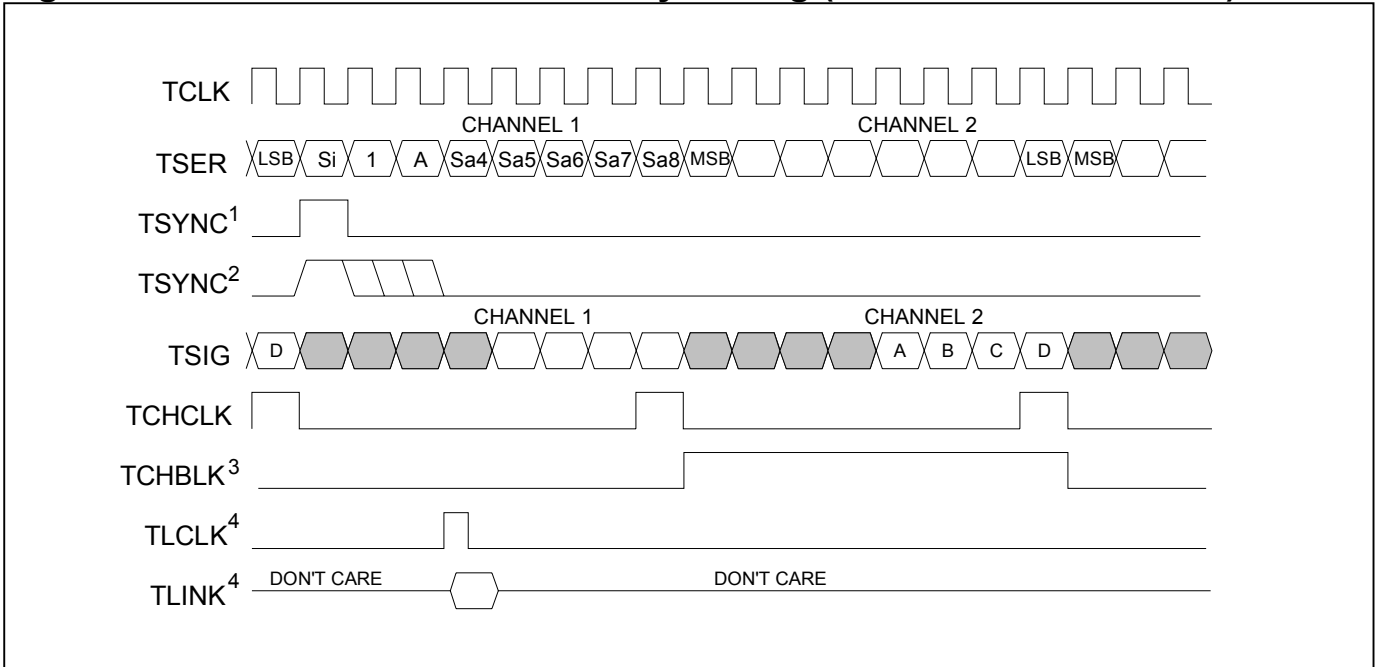 TCLK
CHANNEL 1 CHANNEL 2
TSER LSB Si 1 A Sa4 Sa5 Sa6 Sa7 Sa8 MSB LSB MSB
TSYNC1
TSYNC2
CHANNEL 1 CHANNEL 2
TSIG D A B C D
TCHCLK
TCHBLK3
TLCLK4
DON'T CARE DON'T CARE
TLINK4